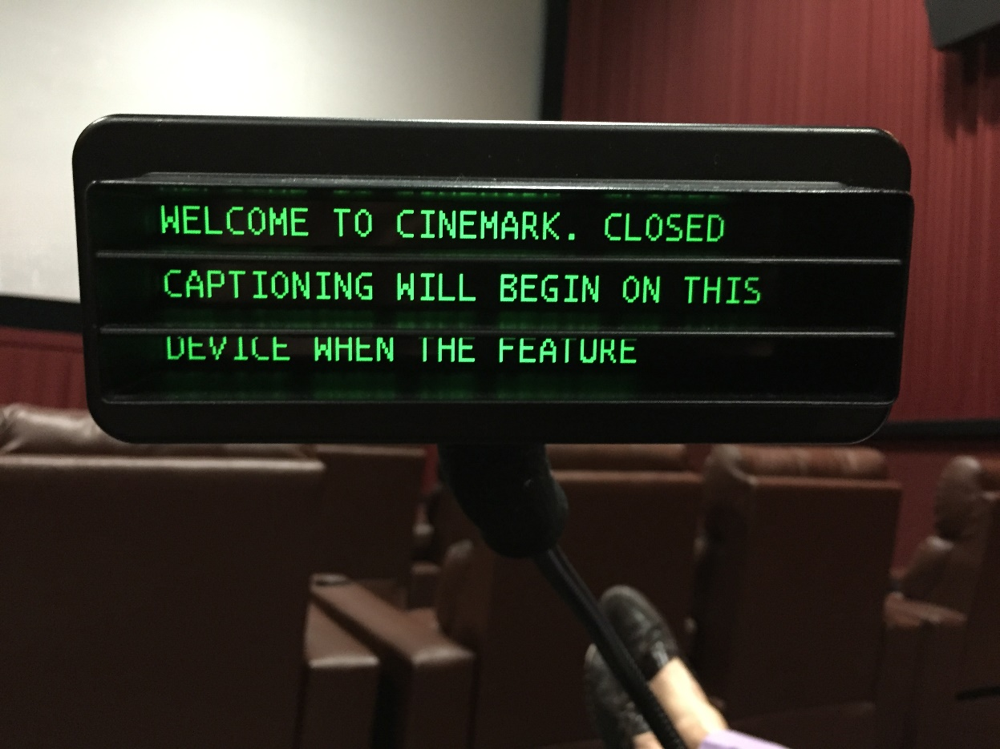 WELCOME TO CINEMARK. CLOSED
CAPTIONING WILL BEGIN ON THIS
DEVICE WHEN THE FEATURE